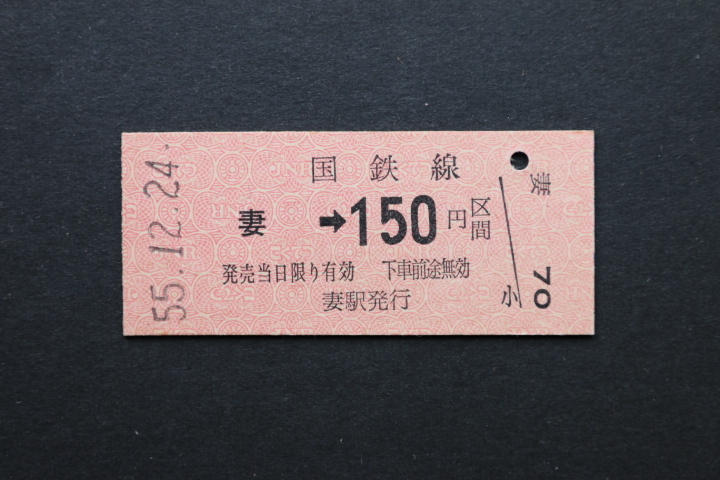 国鉄線
妻 ➡150円区間
発売当日限り有効 下車前途無効
妻駅発行
55.12.24.
妻
小 70